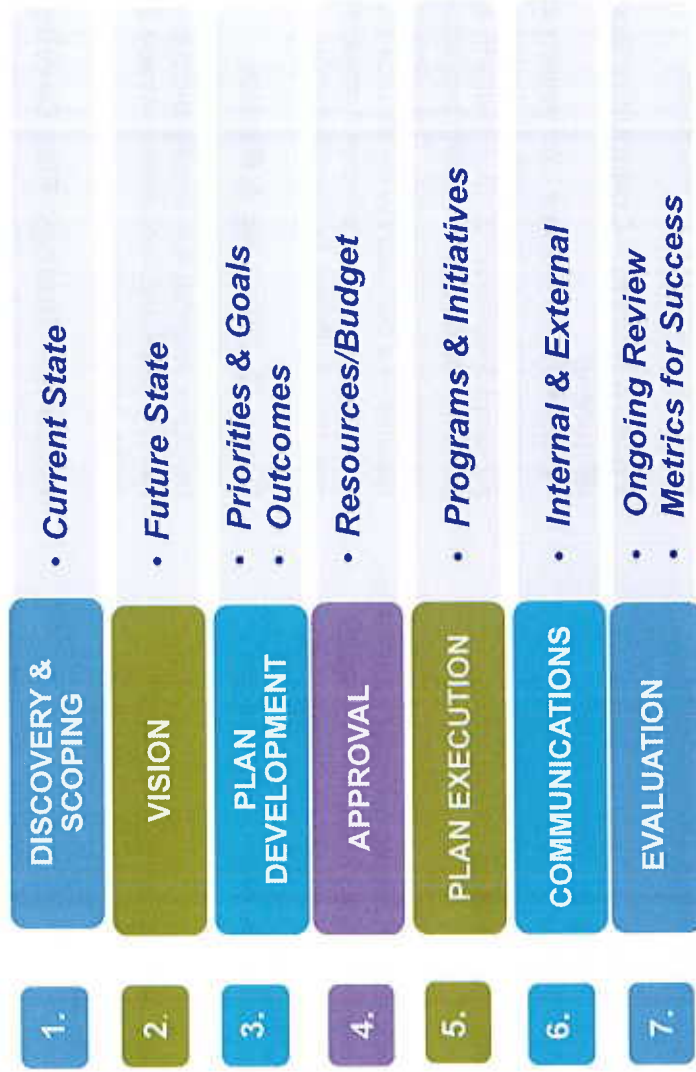 1.
DISCOVERY &
SCOPING
• Current State
2.
VISION
• Future State
3.
PLAN
DEVELOPMENT
• Priorities & Goals
• Outcomes
4.
APPROVAL
• Resources/Budget
5.
PLAN EXECUTION
• Programs & Initiatives
6.
COMMUNICATIONS
• Internal & External
7.
EVALUATION
• Ongoing Review
• Metrics for Success